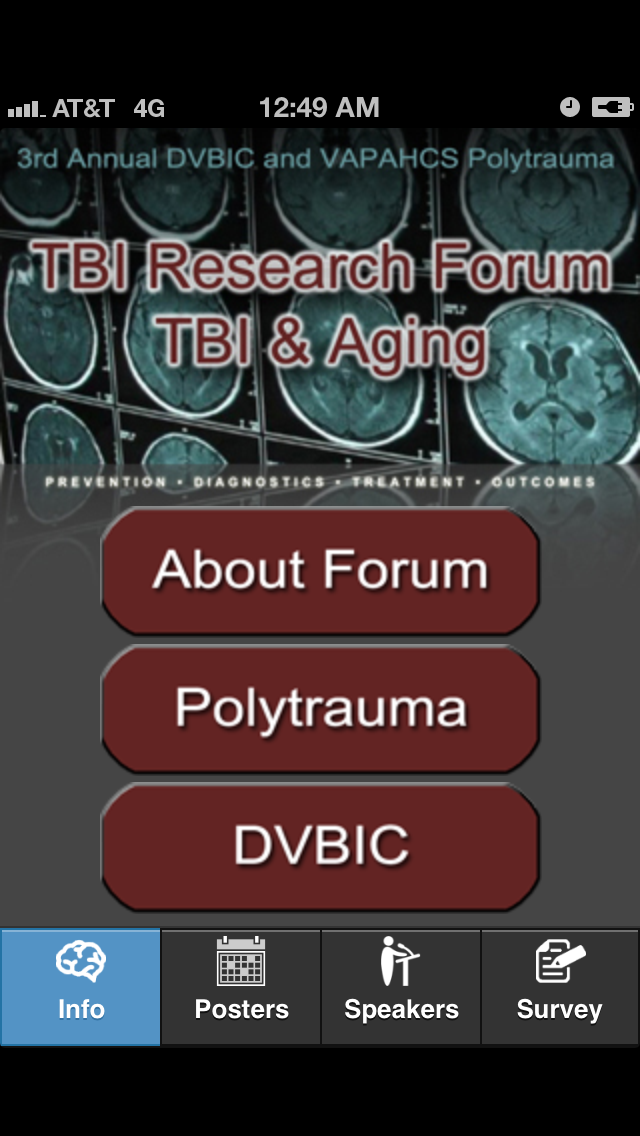 AT&T 4G 12:49 AM
3rd Annual DVBIC and VAPAHCS Polytrauma
TBI Research Forum
TBI & Aging
PREVENTION • DIAGNOSTICS • TREATMENT • OUTCOMES
About Forum
Polytrauma
DVBIC
Info Posters Speakers Survey